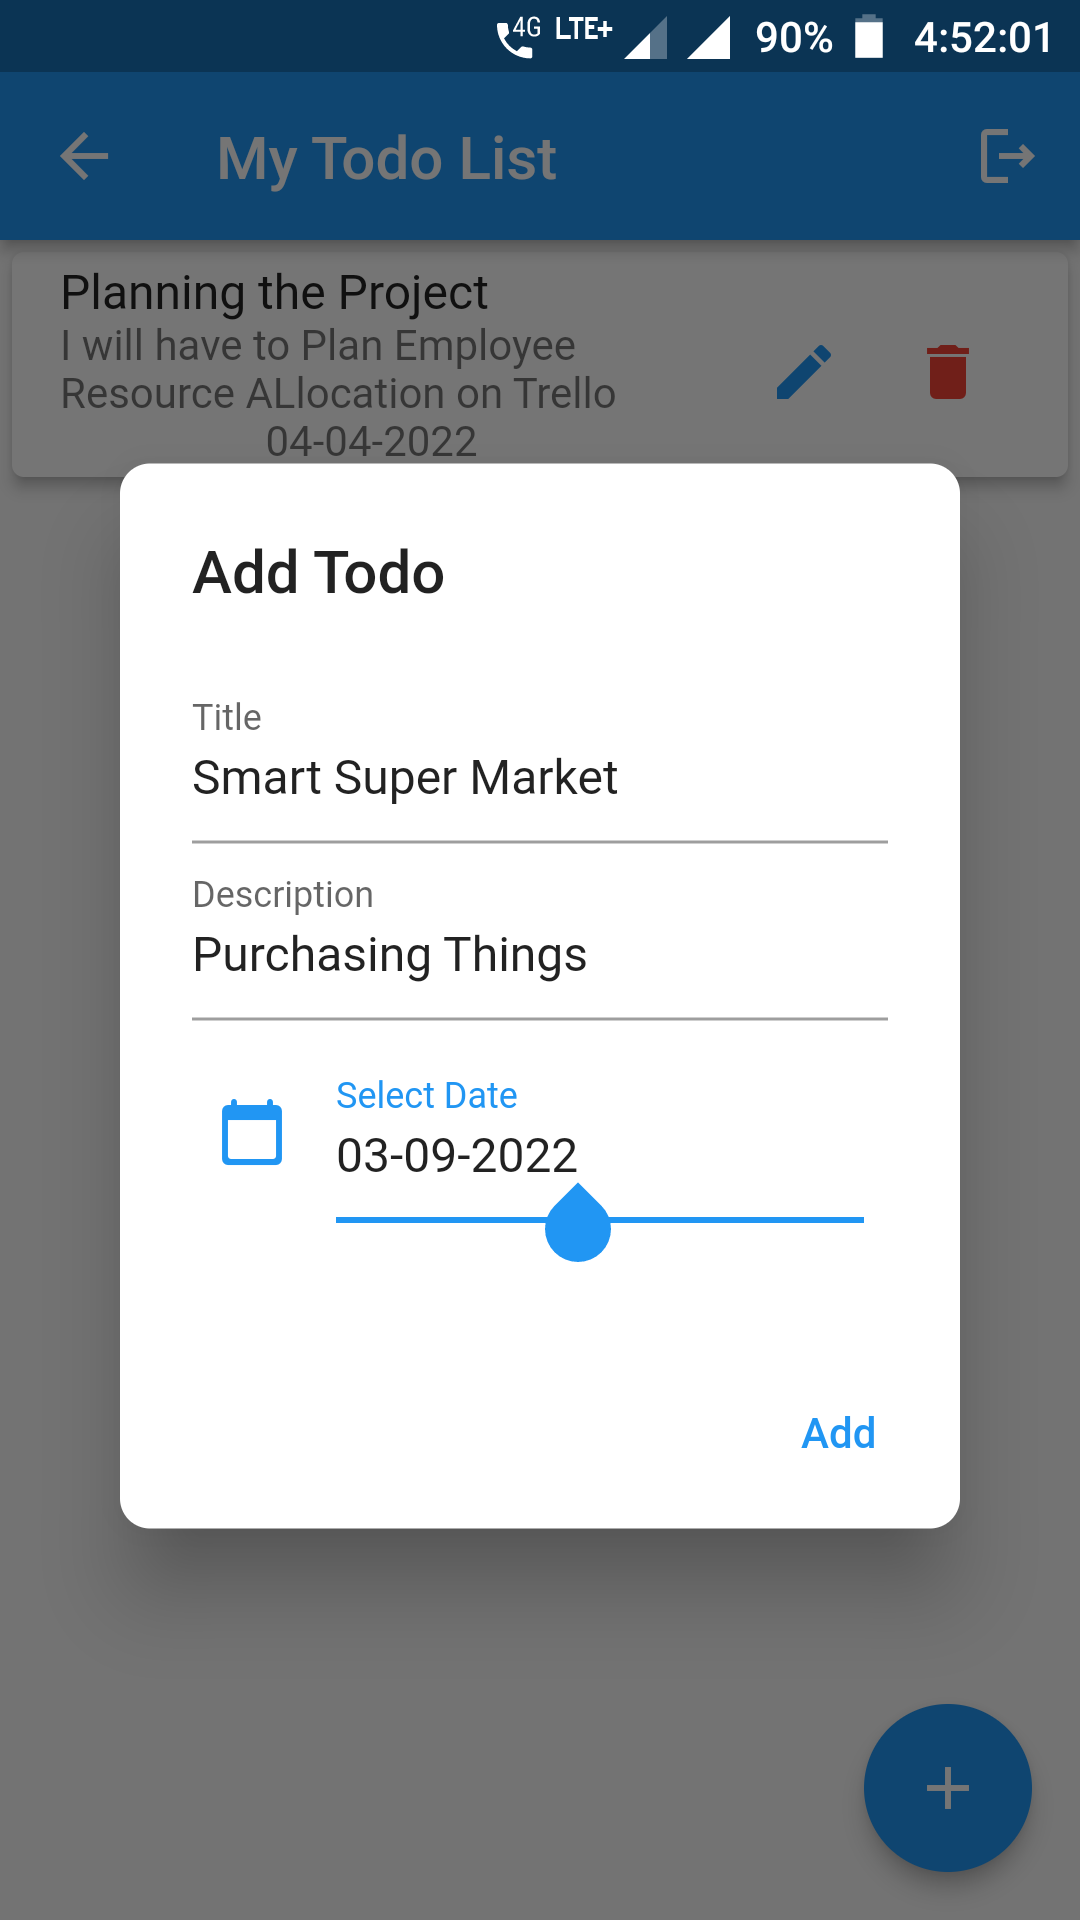 4G LTE+ 90% 4:52:01
My Todo List
Planning the Project
I will have to Plan Employee
Resource ALlocation on Trello
04-04-2022
Add Todo
Title
Smart Super Market
Description
Purchasing Things
Select Date
03-09-2022
Add